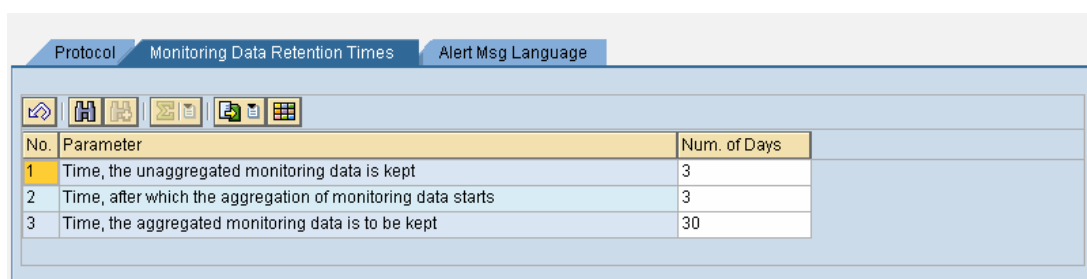 Protocol Monitoring Data Retention Times Alert Msg Language
No. Parameter Num. of Days
1 Time, the unaggregated monitoring data is kept 3
2 Time, after which the aggregation of monitoring data starts 3
3 Time, the aggregated monitoring data is to be kept 30